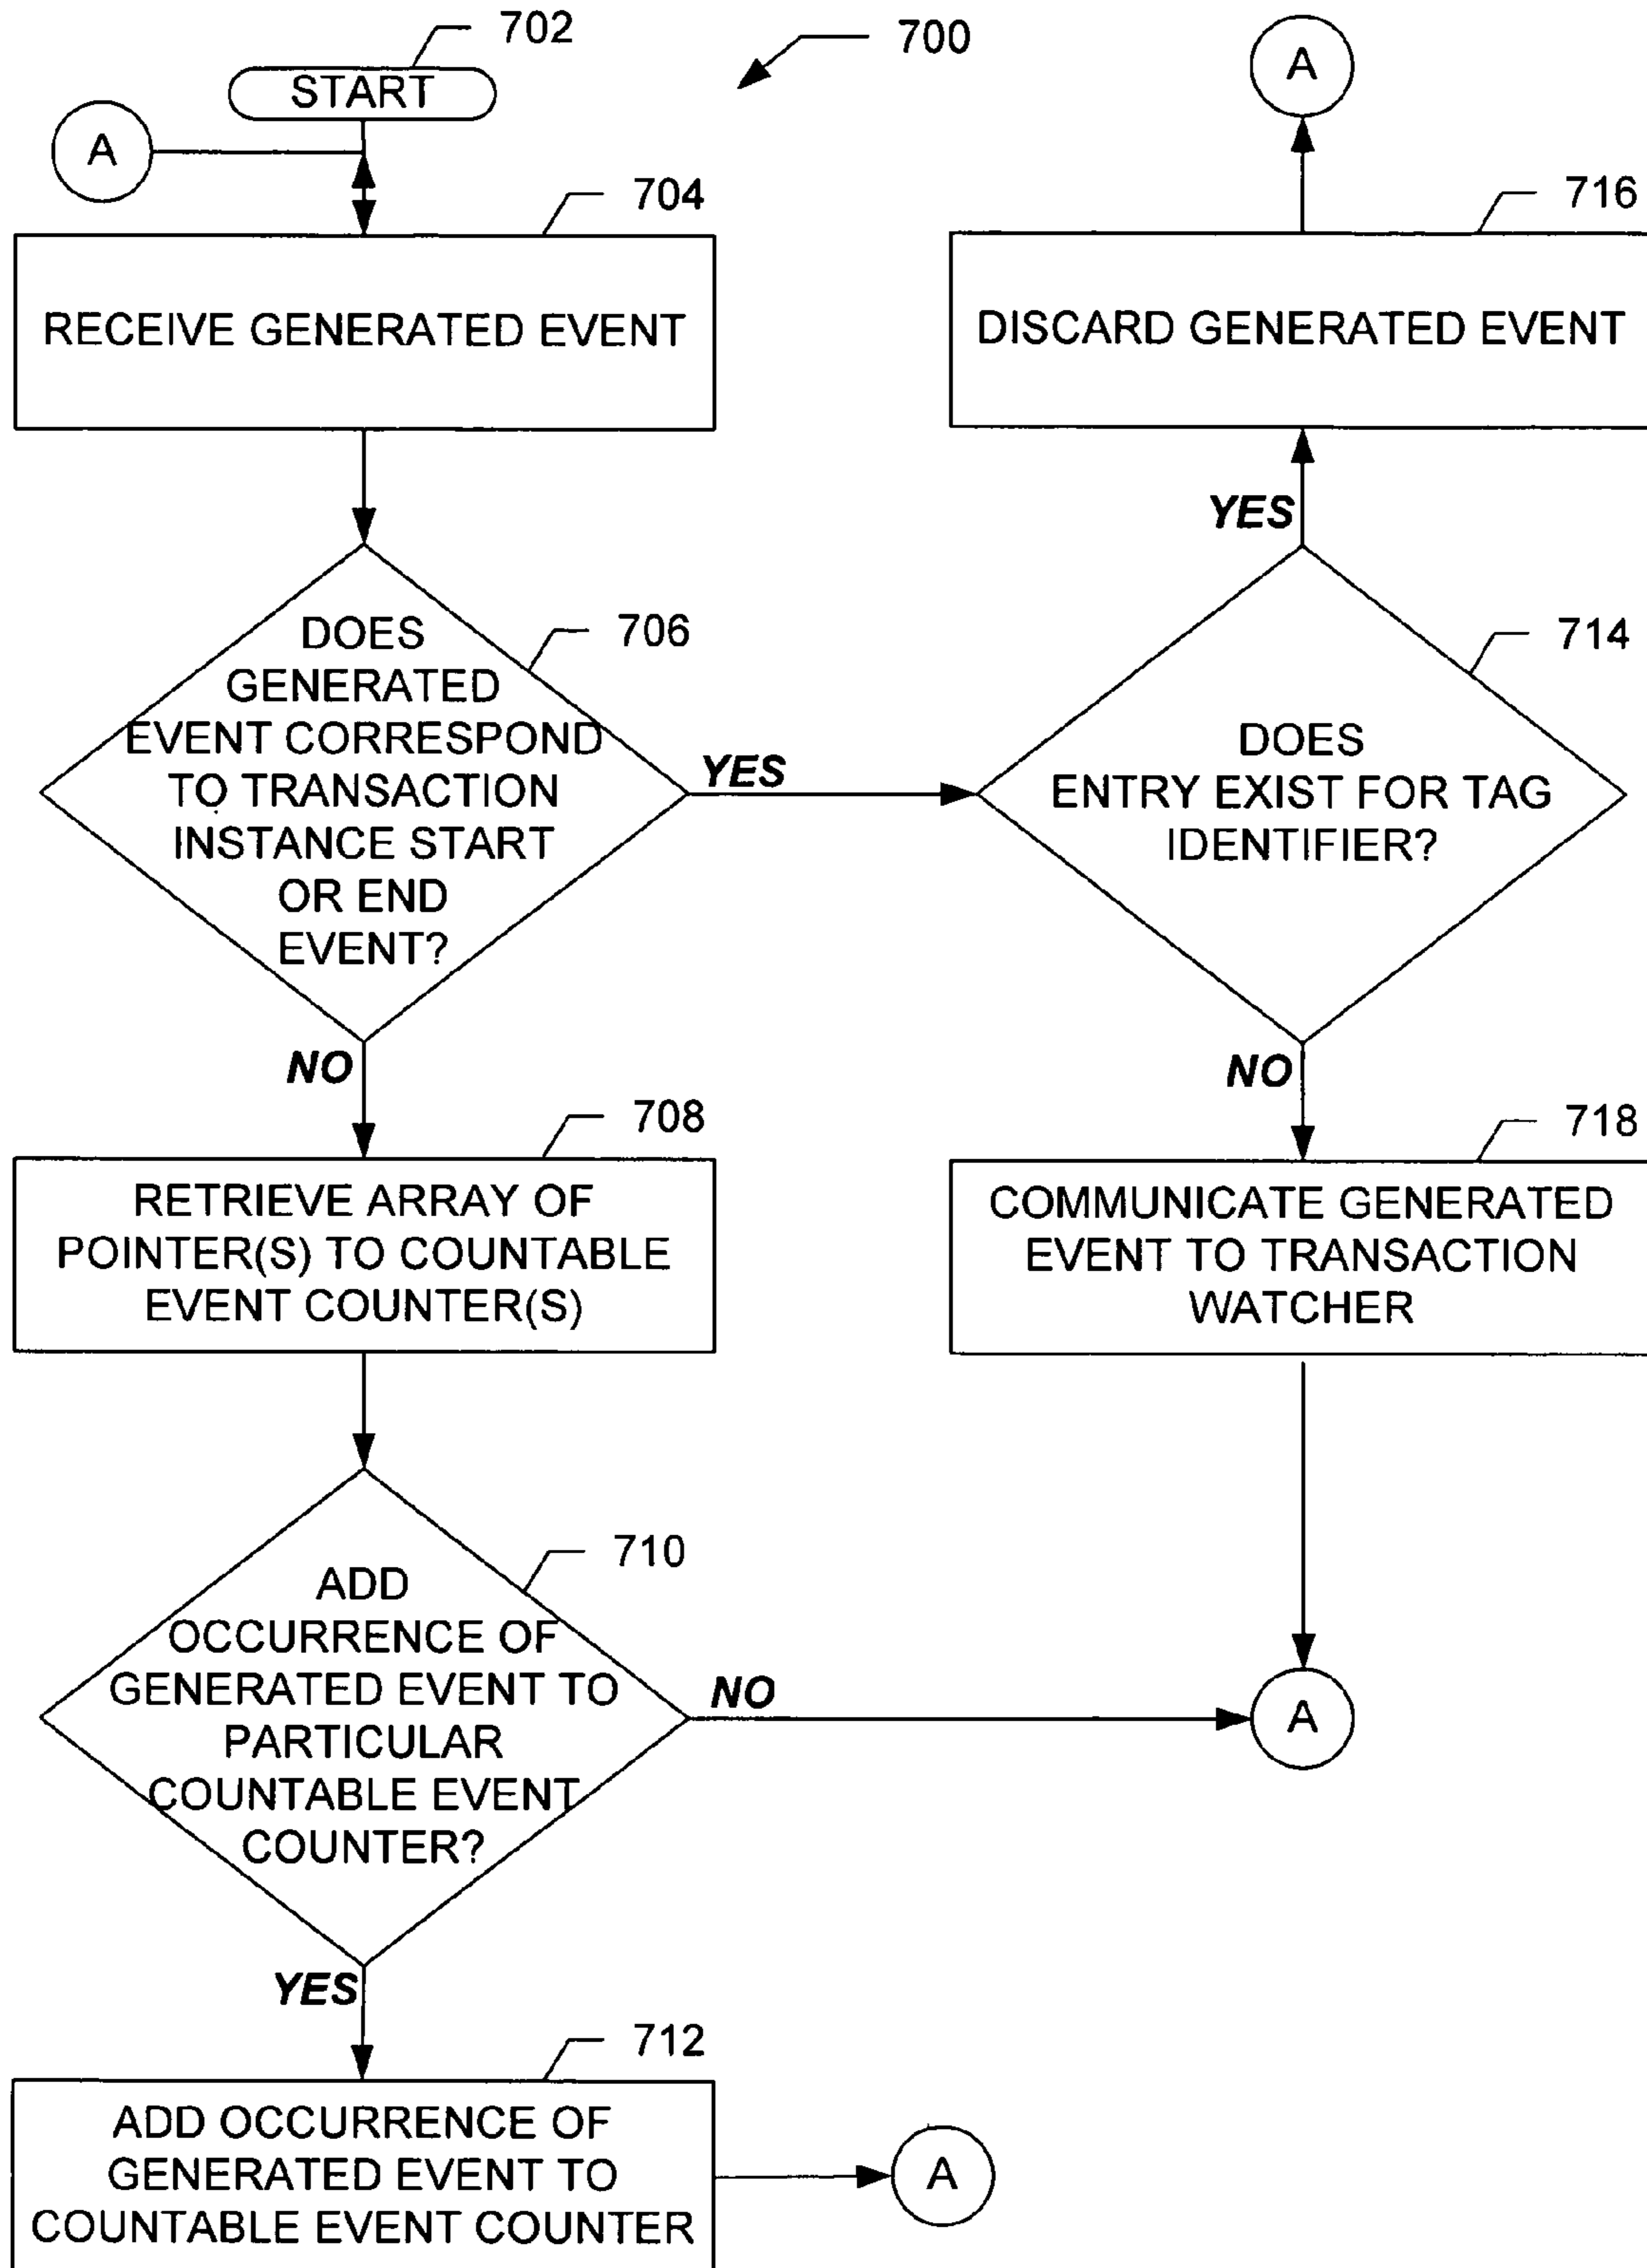 702
START
A
700
A
704
RECEIVE GENERATED EVENT
716
DISCARD GENERATED EVENT
YES
706
DOES
GENERATED
EVENT CORRESPOND
TO TRANSACTION
INSTANCE START
OR END
EVENT?
YES
714
DOES
ENTRY EXIST FOR TAG
IDENTIFIER?
NO
NO
708
RETRIEVE ARRAY OF
POINTER(S) TO COUNTABLE
EVENT COUNTER(S)
718
COMMUNICATE GENERATED
EVENT TO TRANSACTION
WATCHER
710
ADD
OCCURRENCE OF
GENERATED EVENT TO
PARTICULAR
COUNTABLE EVENT
COUNTER?
NO
A
YES
712
ADD OCCURRENCE OF
GENERATED EVENT TO
COUNTABLE EVENT COUNTER
A